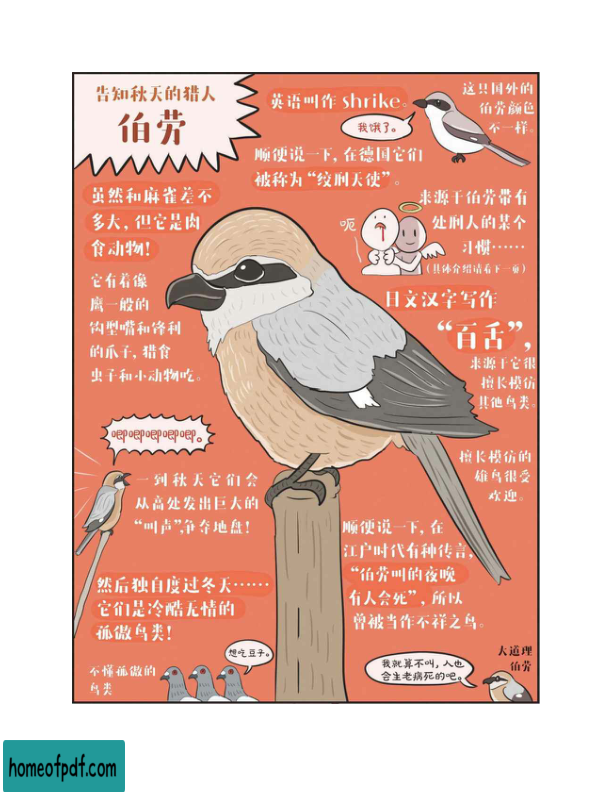 告知秋天的猎人
伯劳
英语叫作 shrike。
我饿了。
这只国外的
伯劳颜色
不一样。
顺便说一下，在德国它们
被称为“绞刑天使”。
虽然和麻雀差不
多大，但它是肉
食动物！
呃
来源于伯劳带有
处刑人的某个
习惯……
（具体介绍请看下一页）
它有着像
鹰一般的
钩型嘴和锋利
的爪子，猎食
虫子和小动物吃。
日文汉字写作
“百舌”，
来源于它很
擅长模仿
其他鸟类。
唧唧唧唧唧。
擅长模仿的
雄鸟很受
欢迎。
一到秋天它们会
从高处发出巨大的
“叫声”争夺地盘！
顺便说一下，在
江户时代有种传言，
“伯劳叫的夜晚
有人会死”，所以
曾被当作不祥之鸟。
然后独自度过冬天……
它们是冷酷无情的
孤傲鸟类！
想吃豆子。
不懂孤傲的
鸟类
我就算不叫，人也
会生老病死的吧。
大道理
伯劳
homeofpdf.com